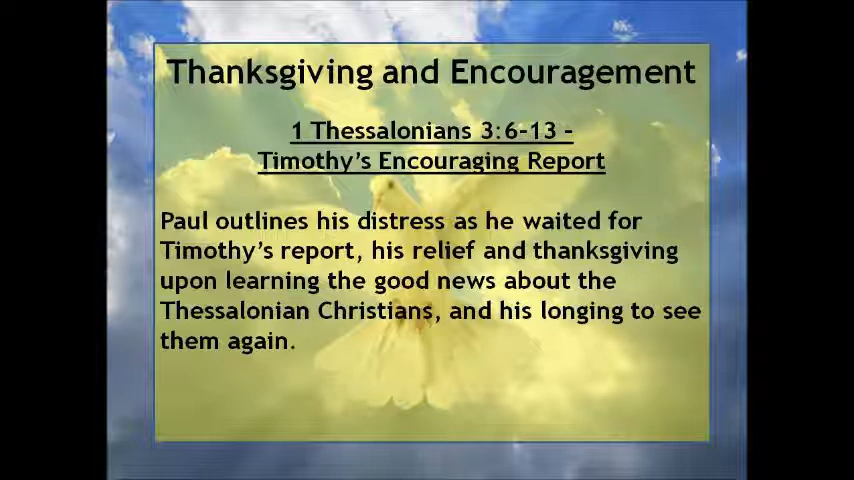 Thanksgiving and Encouragement
1 Thessalonians 3:6-13 -
Timothy's Encouraging Report
Paul outlines his distress as he waited for
Timothy's report, his relief and thanksgiving
upon learning the good news about the
Thessalonian Christians, and his longing to see
them again.